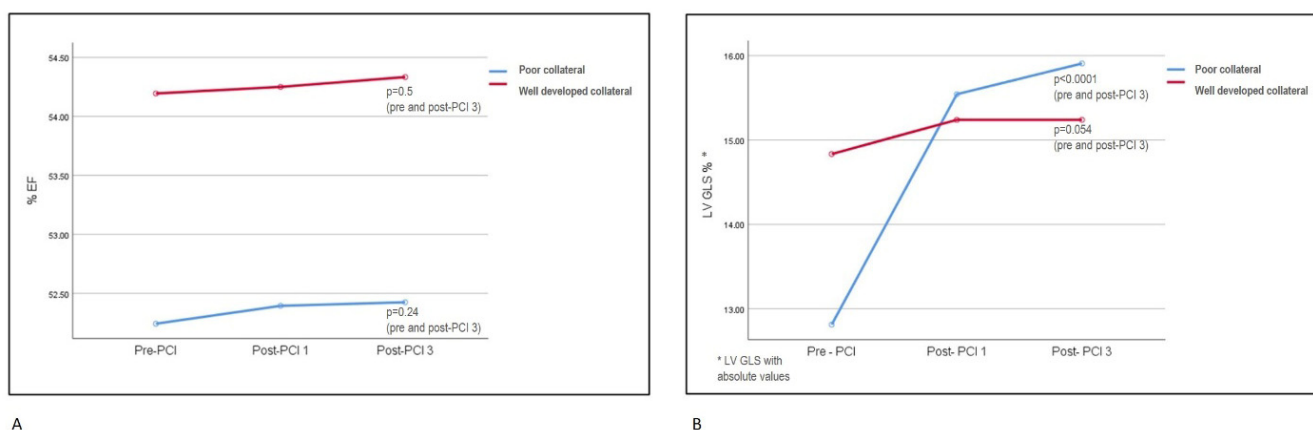 54.50
54.00
53.50
53.00
52.50
% EF
Poor collateral
Well developed collateral
p=0.5
(pre and post-PCI 3)
p=0.24
(pre and post-PCI 3)
Pre-PCI
Post-PCI 1
Post-PCI 3
A
16.00
15.00
14.00
13.00
LV GLS % *
Poor collateral
Well developed collateral
p<0.0001
(pre and post-PCI 3)
p=0.054
(pre and post-PCI 3)
Pre - PCI
Post- PCI 1
Post- PCI 3
* LV GLS with
absolute values
B